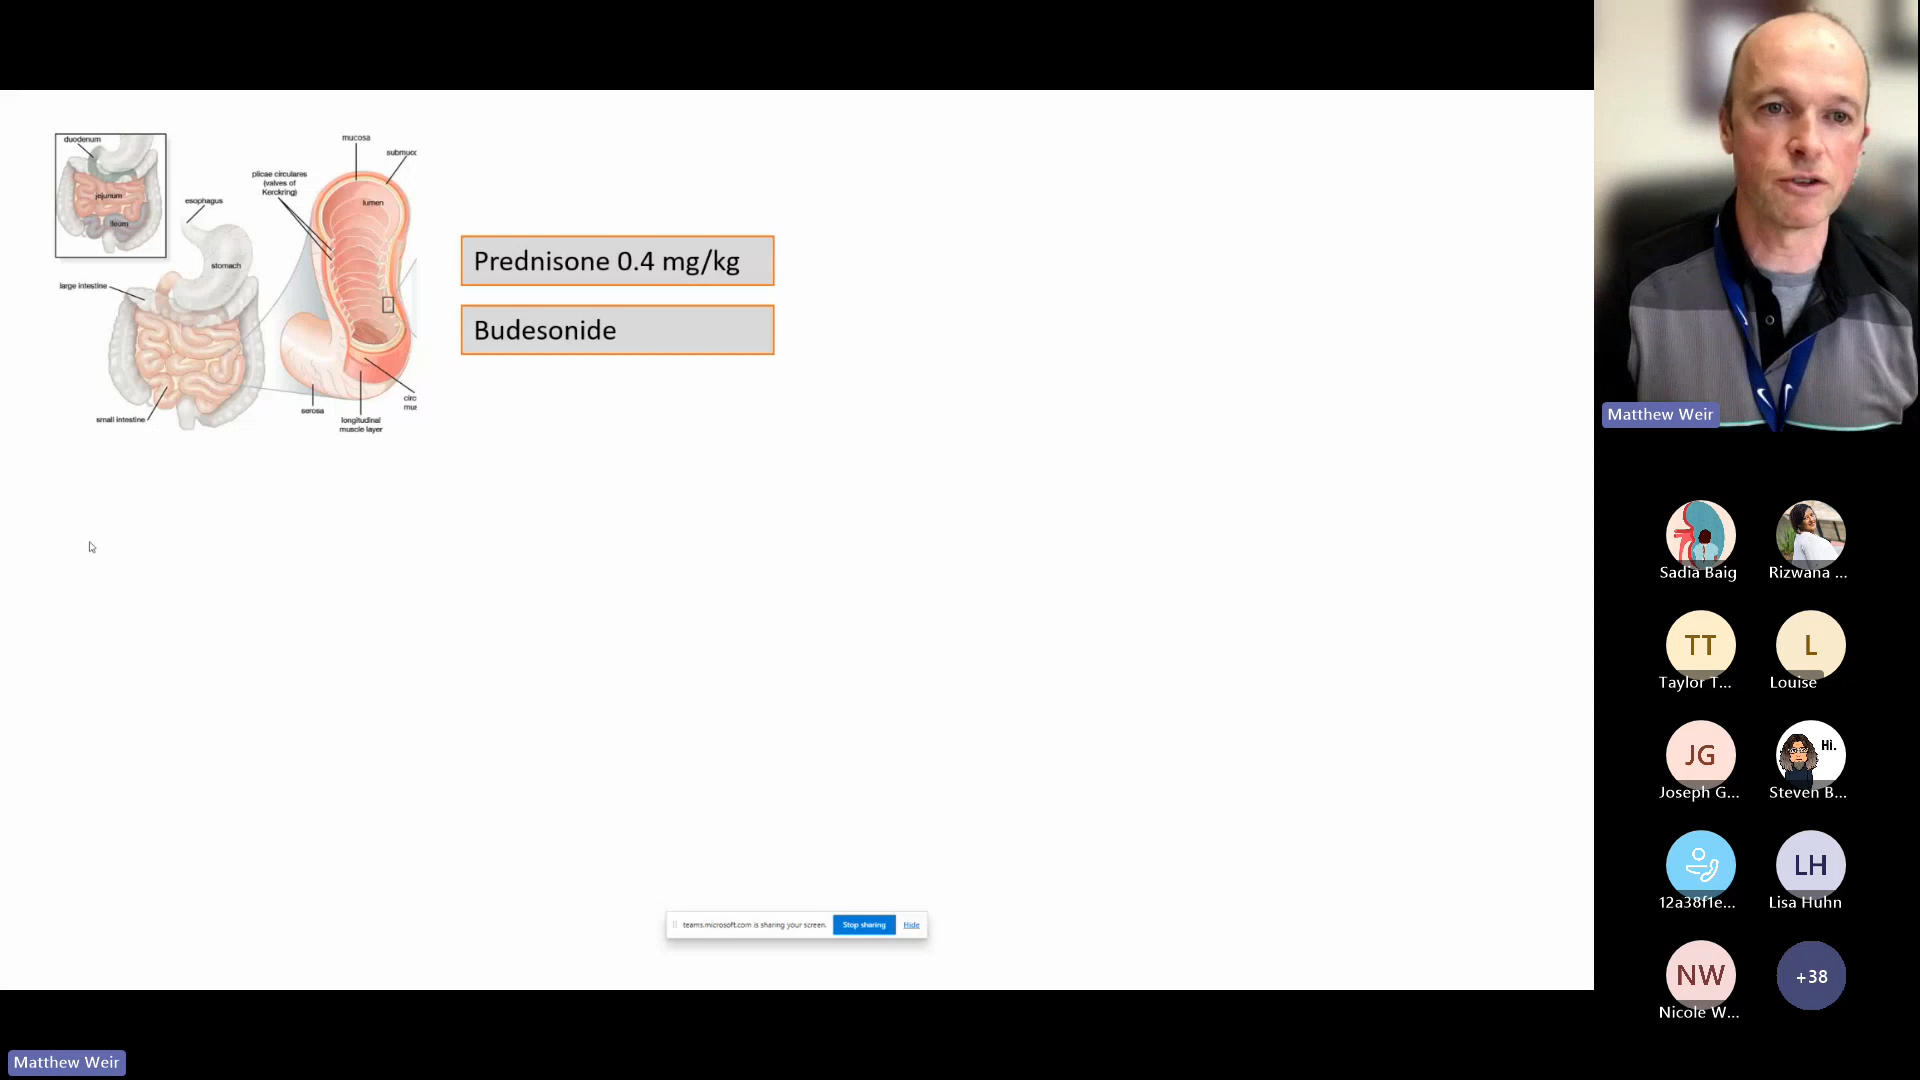 duodenum
jejunum
ileum
esophagus
stomach
large intestine
small intestine
plicae circulares
(valves of
Kerckring)
mucosa
submuc
lumen
serosa
longitudinal
muscle layer
circ
mus
Prednisone 0.4 mg/kg
Budesonide
teams.microsoft.com is sharing your screen.
Stop sharing
Hide
Matthew Weir
Sadia Baig
Rizwana ...
TT
Taylor T...
L
Louise
JG
Joseph G...
Hi.
Steven B...
12a38f1e...
LH
Lisa Huhn
NW
Nicole W...
+38
Matthew Weir